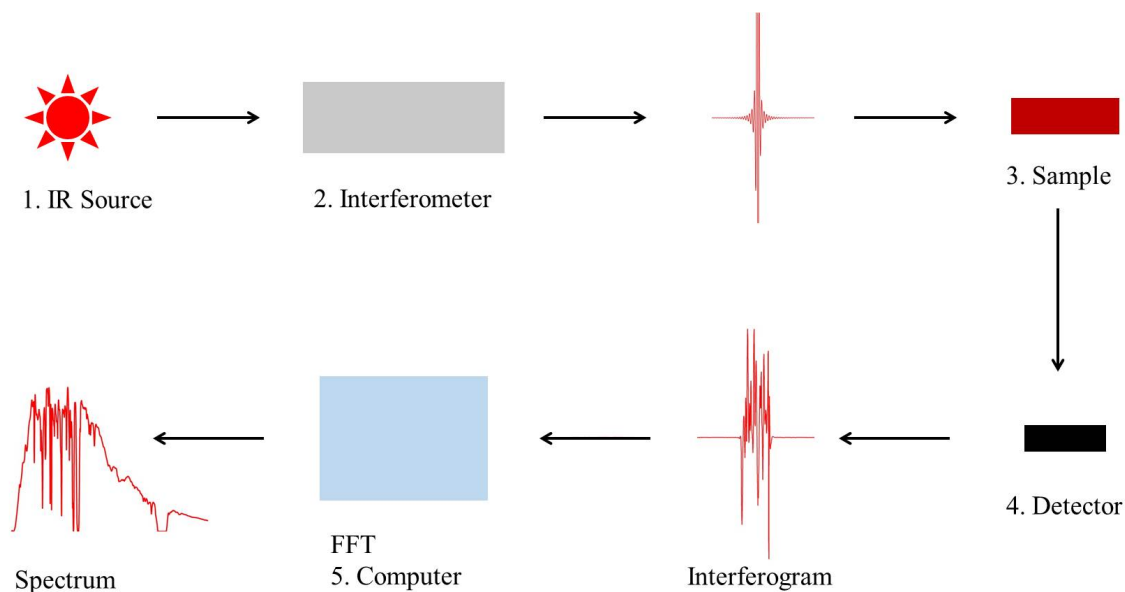 1. IR Source
2. Interferometer
3. Sample
4. Detector
FFT
5. Computer
Interferogram
Spectrum